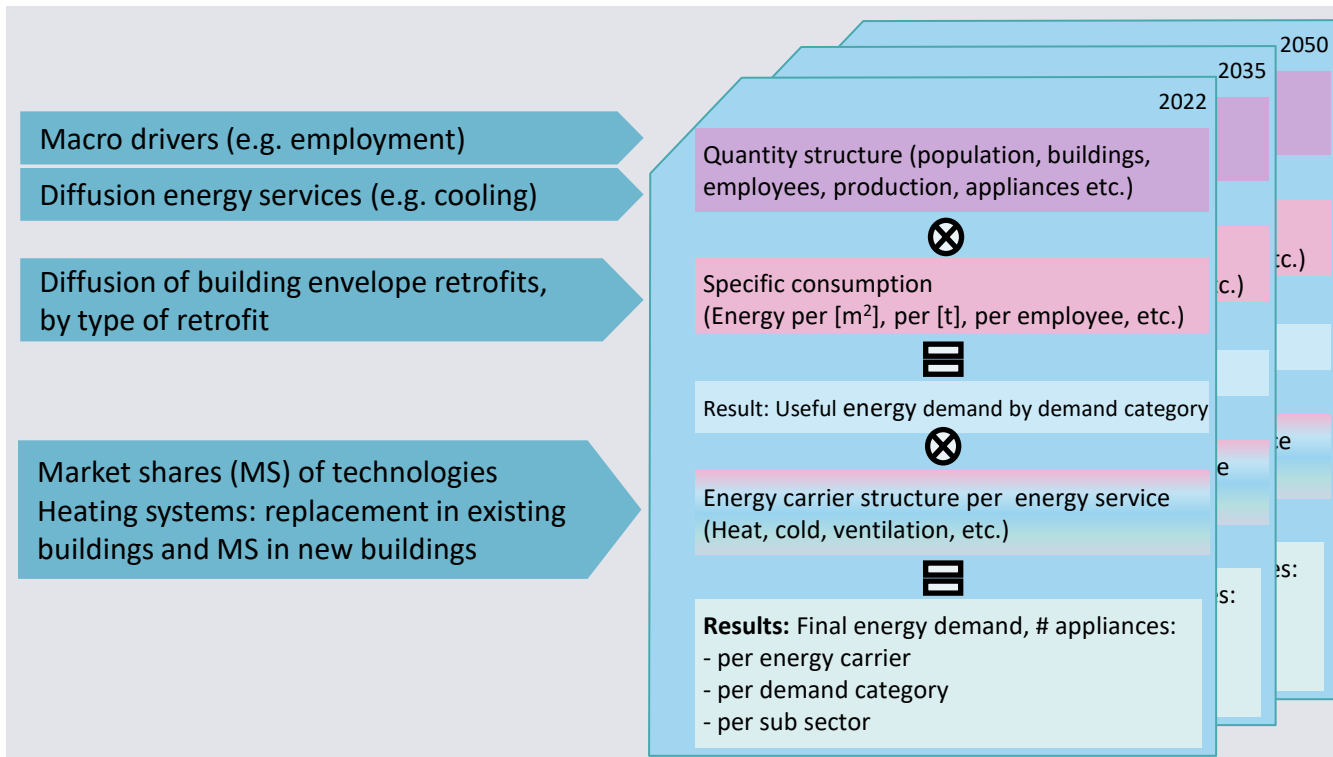 2050
2035
2022
Macro drivers (e.g. employment)
Diffusion energy services (e.g. cooling)
Diffusion of building envelope retrofits,
by type of retrofit
Market shares (MS) of technologies
Heating systems: replacement in existing
buildings and MS in new buildings
Quantity structure (population, buildings,
employees, production, appliances etc.)
Specific consumption
(Energy per [m²], per [t], per employee, etc.)
Result: Useful energy demand by demand category
Energy carrier structure per energy service
(Heat, cold, ventilation, etc.)
Results: Final energy demand, # appliances:
- per energy carrier
- per demand category
- per sub sector
c.)
e
es:
tc.)
ce
es: